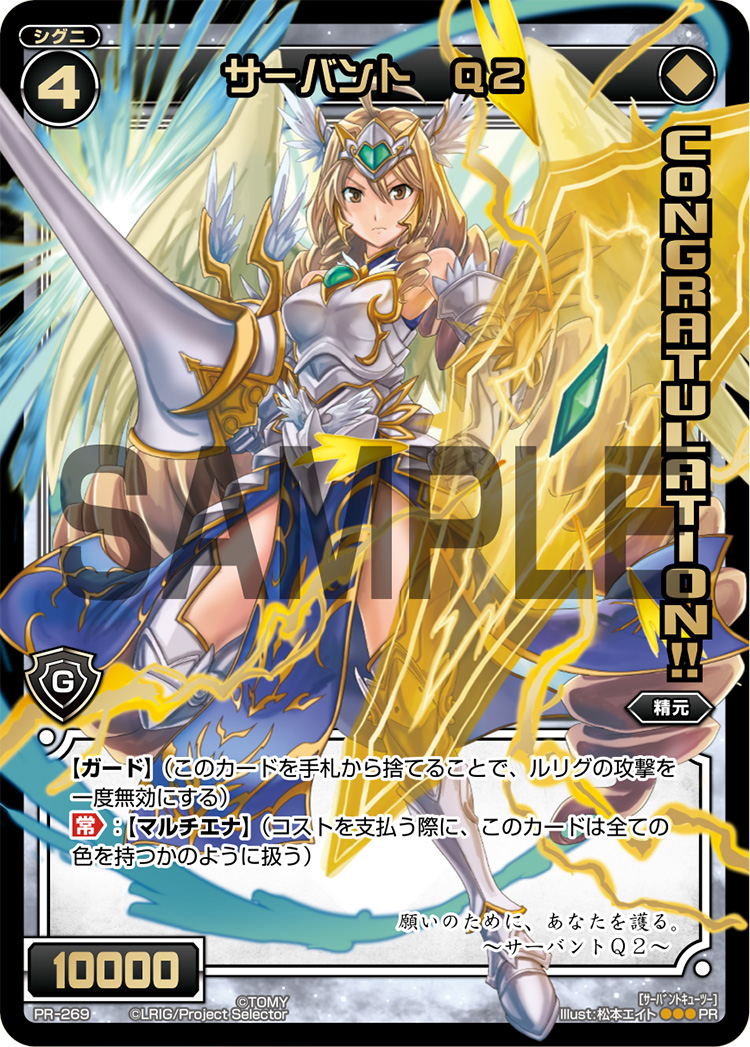 シグニ
4
サーバント Q2
CONGRATULATION!!
SAMPLE
G
精元
【ガード】（このカードを手札から捨てることで、ルリグの攻撃を
一度無効にする）
常：【マルチエナ】（コストを支払う際に、このカードは全ての
色を持つかのように扱う）
願いのために、あなたを護る。
～サーバントQ2～
10000
[サーバントキューツー]
©TOMY
PR-269 ©LRIG/Project Selector Illust:松本エイト PR